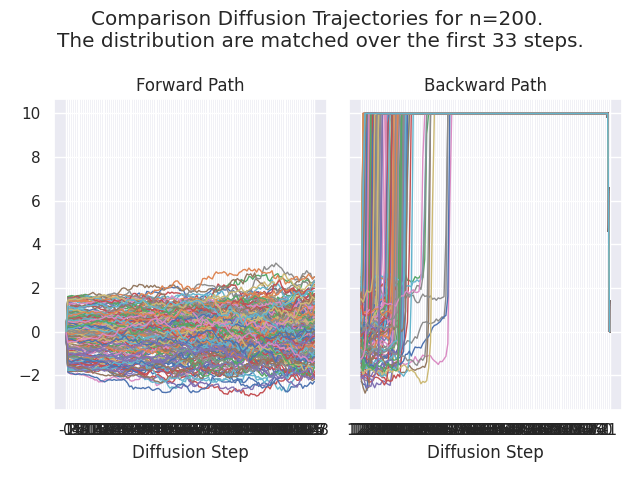 Comparison Diffusion Trajectories for n=200.
The distribution are matched over the first 33 steps.
Forward Path
Backward Path
10
8
6
4
2
0
−2
Diffusion Step
Diffusion Step